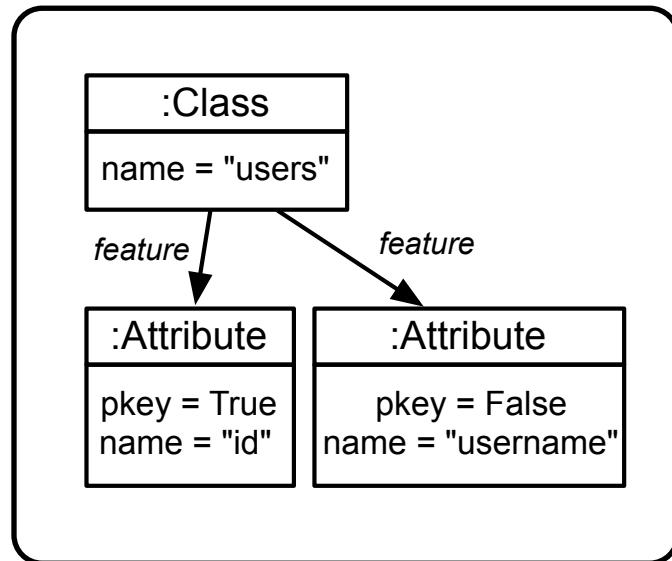 :Class
name = "users"
feature
feature
:Attribute
pkey = True
name = "id"
:Attribute
pkey = False
name = "username"